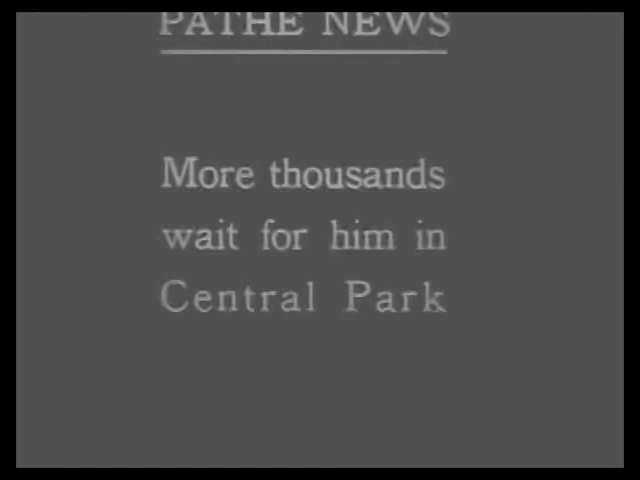 PATHE NEWS
More thousands
wait for him in
Central Park